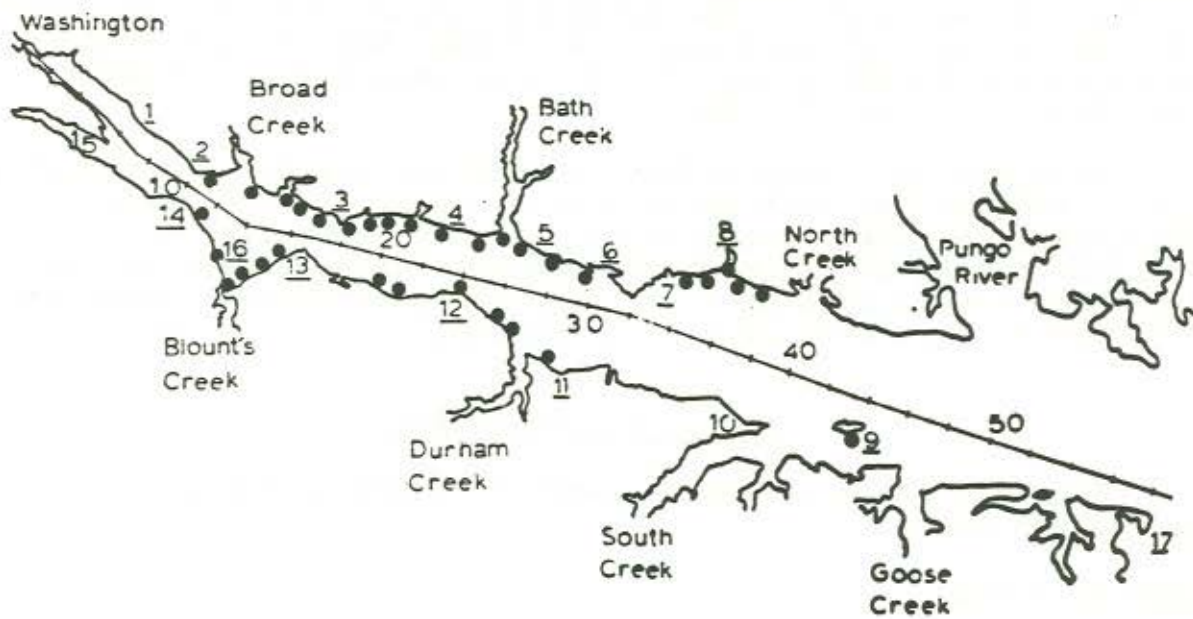 Washington
Broad
Creek
Bath
Creek
1
2
15
10
14
3
20
4
5
6
8
7
North
Creek
Pungo
River
16
13
12
30
40
Blount's
Creek
11
Durham
Creek
10
9
50
South
Creek
Goose
Creek
17